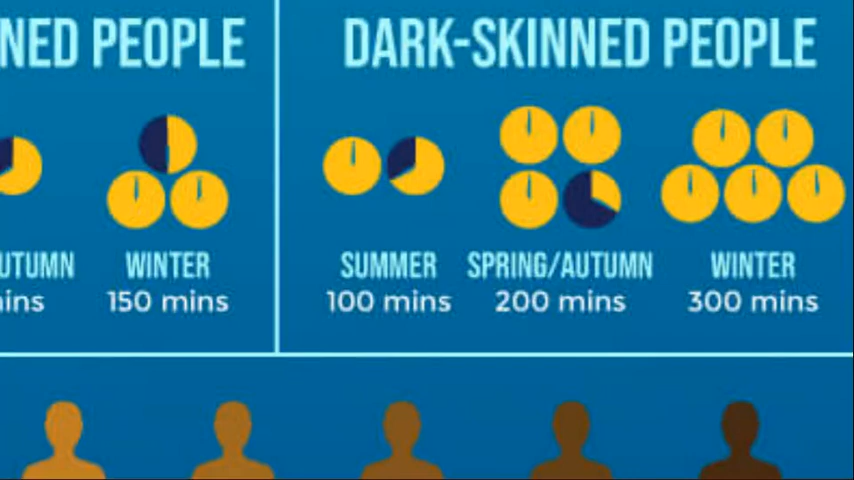 NED PEOPLE
DARK-SKINNED PEOPLE
UTUMN
WINTER
SUMMER
SPRING/AUTUMN
WINTER
ins
150 mins
100 mins
200 mins
300 mins